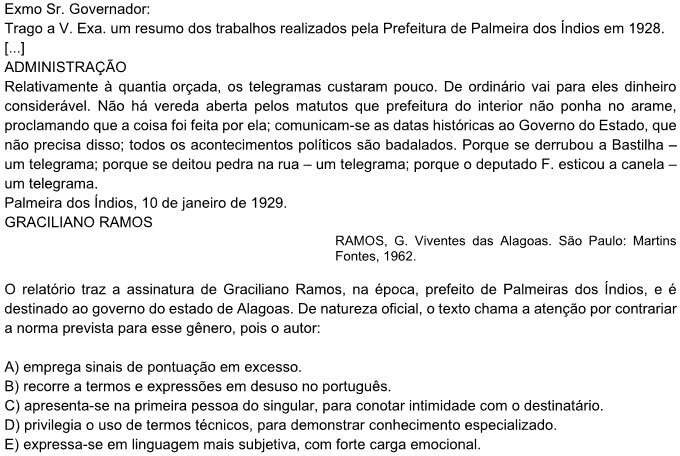 Exmo Sr. Governador:
Trago a V. Exa. um resumo dos trabalhos realizados pela Prefeitura de Palmeira dos Índios em 1928.
[...]
ADMINISTRAÇÃO
Relativamente à quantia orçada, os telegramas custaram pouco. De ordinário vai para eles dinheiro
considerável. Não há vereda aberta pelos matutos que prefeitura do interior não ponha no arame,
proclamando que a coisa foi feita por ela; comunicam-se as datas históricas ao Governo do Estado, que
não precisa disso; todos os acontecimentos políticos são badalados. Porque se derrubou a Bastilha –
um telegrama; porque se deitou pedra na rua – um telegrama; porque o deputado F. esticou a canela –
um telegrama.
Palmeira dos Índios, 10 de janeiro de 1929.
GRACILIANO RAMOS
RAMOS, G. Viventes das Alagoas. São Paulo: Martins
Fontes, 1962.
O relatório traz a assinatura de Graciliano Ramos, na época, prefeito de Palmeiras dos Índios, e é
destinado ao governo do estado de Alagoas. De natureza oficial, o texto chama a atenção por contrariar
a norma prevista para esse gênero, pois o autor:
A) emprega sinais de pontuação em excesso.
B) recorre a termos e expressões em desuso no português.
C) apresenta-se na primeira pessoa do singular, para conotar intimidade com o destinatário.
D) privilegia o uso de termos técnicos, para demonstrar conhecimento especializado.
E) expressa-se em linguagem mais subjetiva, com forte carga emocional.